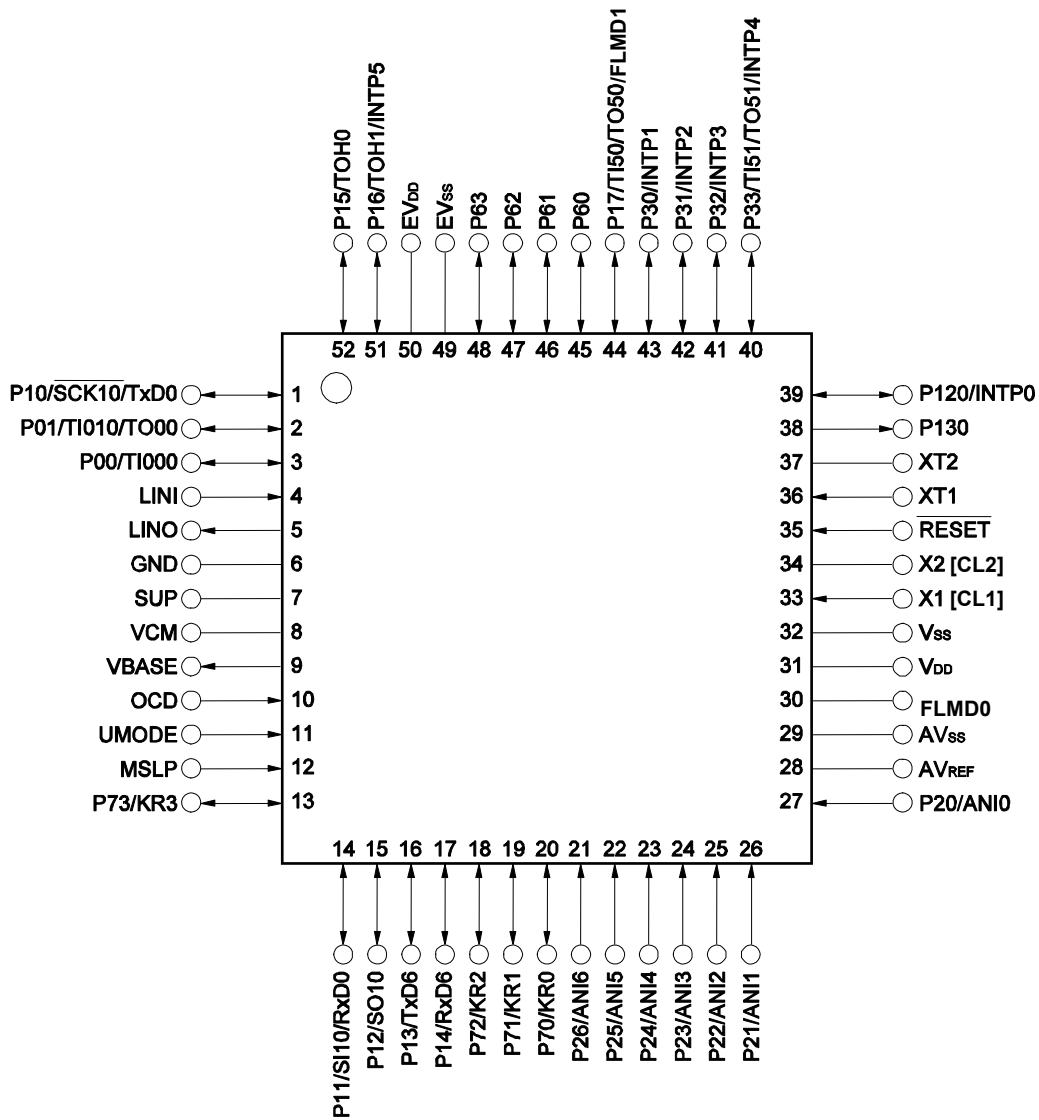 P15/TOH0
P16/TOH1/INTP5
EVDD
EVSS
P63
P62
P61
P60
P17/TI50/TO50/FLMD1
P30/INTP1
P31/INTP2
P32/INTP3
P33/TI51/TO51/INTP4
52 51 50 49 48 47 46 45 44 43 42 41 40
P10/SCK10/TxD0 1
P01/TI010/TO00 2
P00/TI000 3
LINI 4
LINO 5
GND 6
SUP 7
VCM 8
VBASE 9
OCD 10
UMODE 11
MSLP 12
P73/KR3 13
39 P120/INTP0
38 P130
37 XT2
36 XT1
35 RESET
34 X2 [CL2]
33 X1 [CL1]
32 VSS
31 VDD
30 FLMD0
29 AVSS
28 AVREF
27 P20/ANI0
14 15 16 17 18 19 20 21 22 23 24 25 26
P11/SI10/RxD0
P12/SO10
P13/TxD6
P14/RxD6
P72/KR2
P71/KR1
P70/KR0
P26/ANI6
P25/ANI5
P24/ANI4
P23/ANI3
P22/ANI2
P21/ANI1